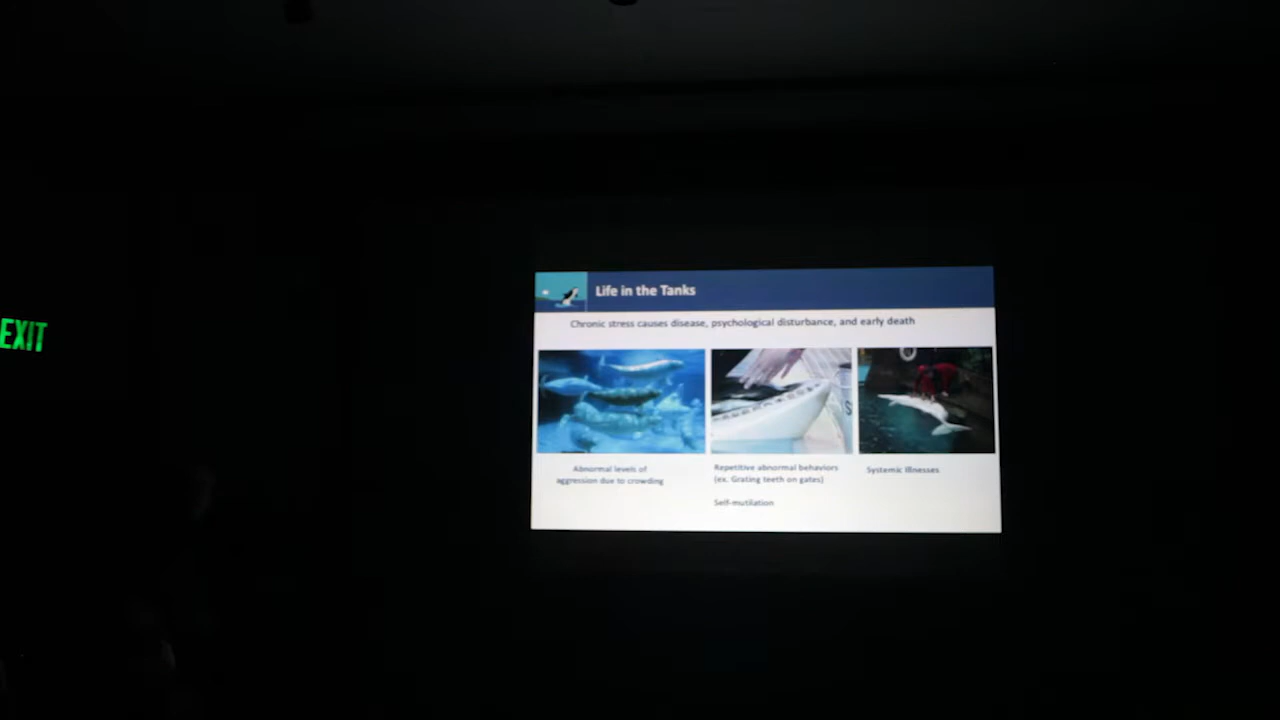 EXIT
Life in the Tanks
Chronic stress causes disease, psychological disturbance, and early death
Abnormal levels of
aggression due to crowding
Repetitive abnormal behaviors
(ex. Grating teeth on gates)
Self-mutilation
Systemic illnesses